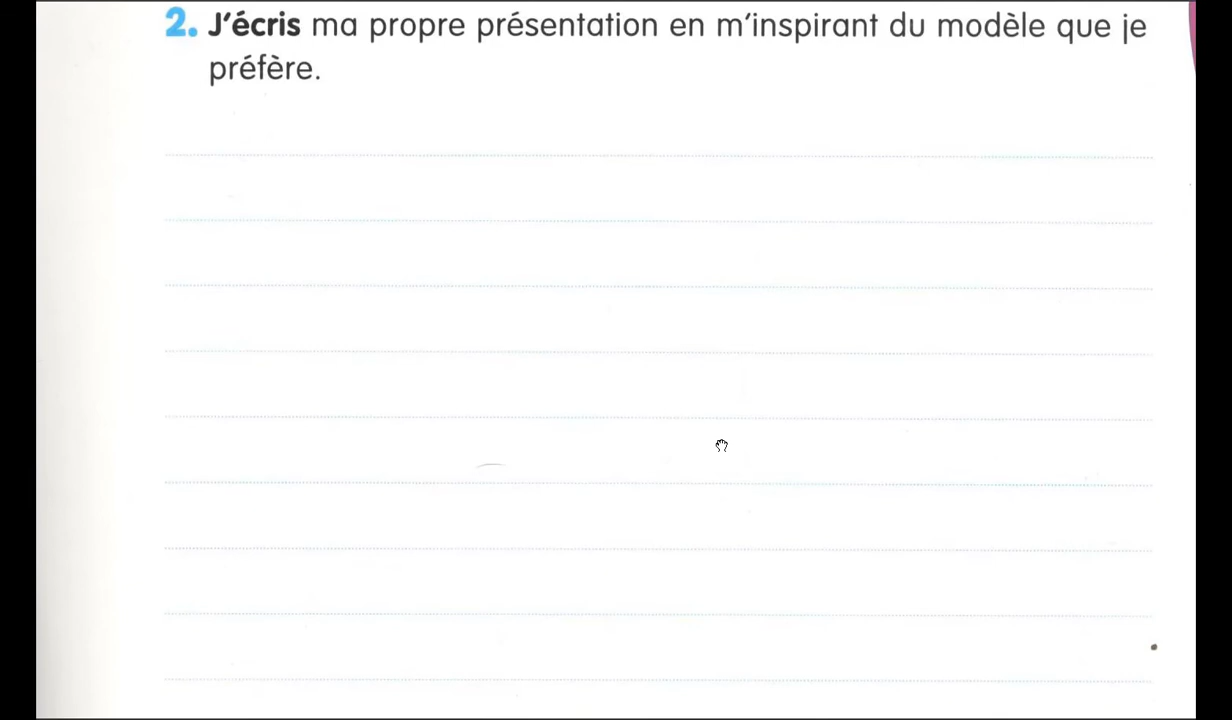 2. J'écris ma propre présentation en m'inspirant du modèle que je
préfère.